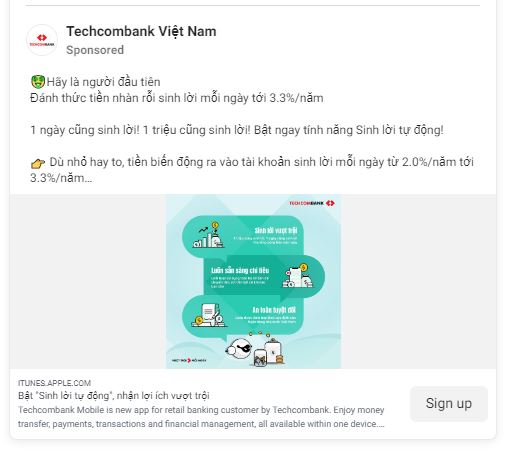 Techcombank Việt Nam
Sponsored
TECHCOMBANK
🤑Hãy là người đầu tiên
Đánh thức tiền nhàn rỗi sinh lời mỗi ngày tới 3.3%/năm
1 ngày cũng sinh lời! 1 triệu cũng sinh lời! Bật ngay tính năng Sinh lời tự động!
👉 Dù nhỏ hay to, tiền biến động ra vào tài khoản sinh lời mỗi ngày từ 2.0%/năm tới
3.3%/năm...
TECHCOMBANK
Sinh lời vượt trội
Luôn sẵn sàng chi tiêu
An toàn tuyệt đối
VƯỢT TRỘI MỖI NGÀY
ITUNES.APPLE.COM
Bật "Sinh lời tự động", nhận lợi ích vượt trội
Techcombank Mobile is new app for retail banking customer by Techcombank. Enjoy money
transfer, payments, transactions and financial management, all available within one device....
Sign up